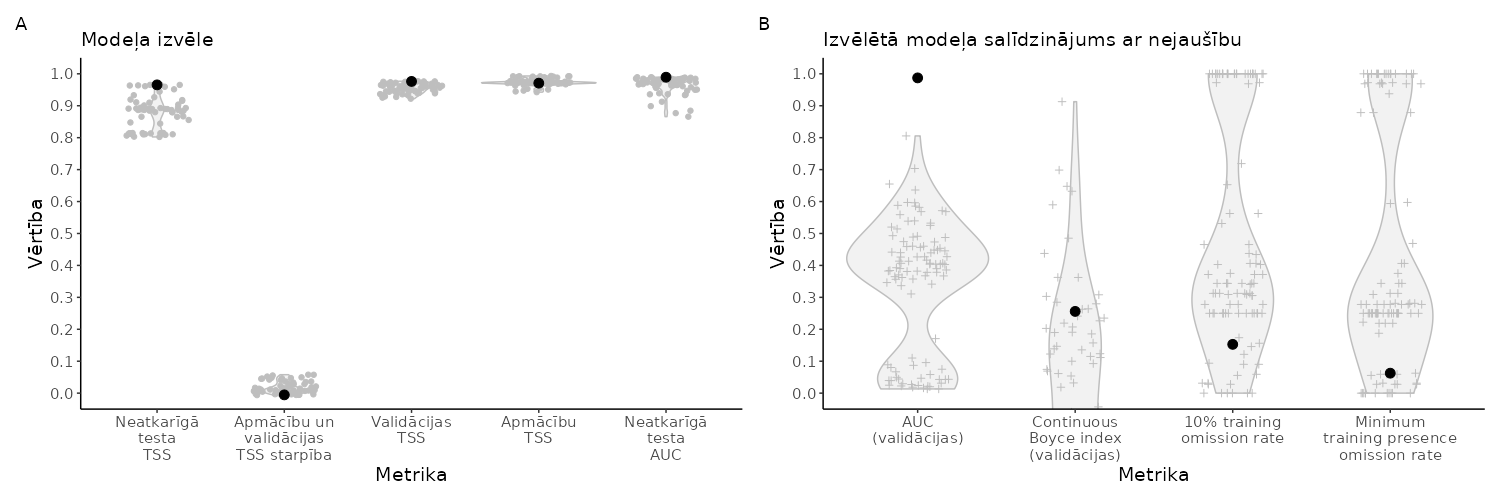 A
Modeļa izvēle
Vērtība
1.0
0.9
0.8
0.7
0.6
0.5
0.4
0.3
0.2
0.1
0.0
Neatkarīgā
testa
TSS
Apmācību un
validācijas
TSS starpība
Validācijas
TSS
Apmācību
TSS
Neatkarīgā
testa
AUC
Metrika
B
Izvēlētā modeļa salīdzinājums ar nejaušību
Vērtība
1.0
0.9
0.8
0.7
0.6
0.5
0.4
0.3
0.2
0.1
0.0
AUC
(validācijas)
Continuous
Boyce index
(validācijas)
10% training
omission rate
Minimum
training presence
omission rate
Metrika